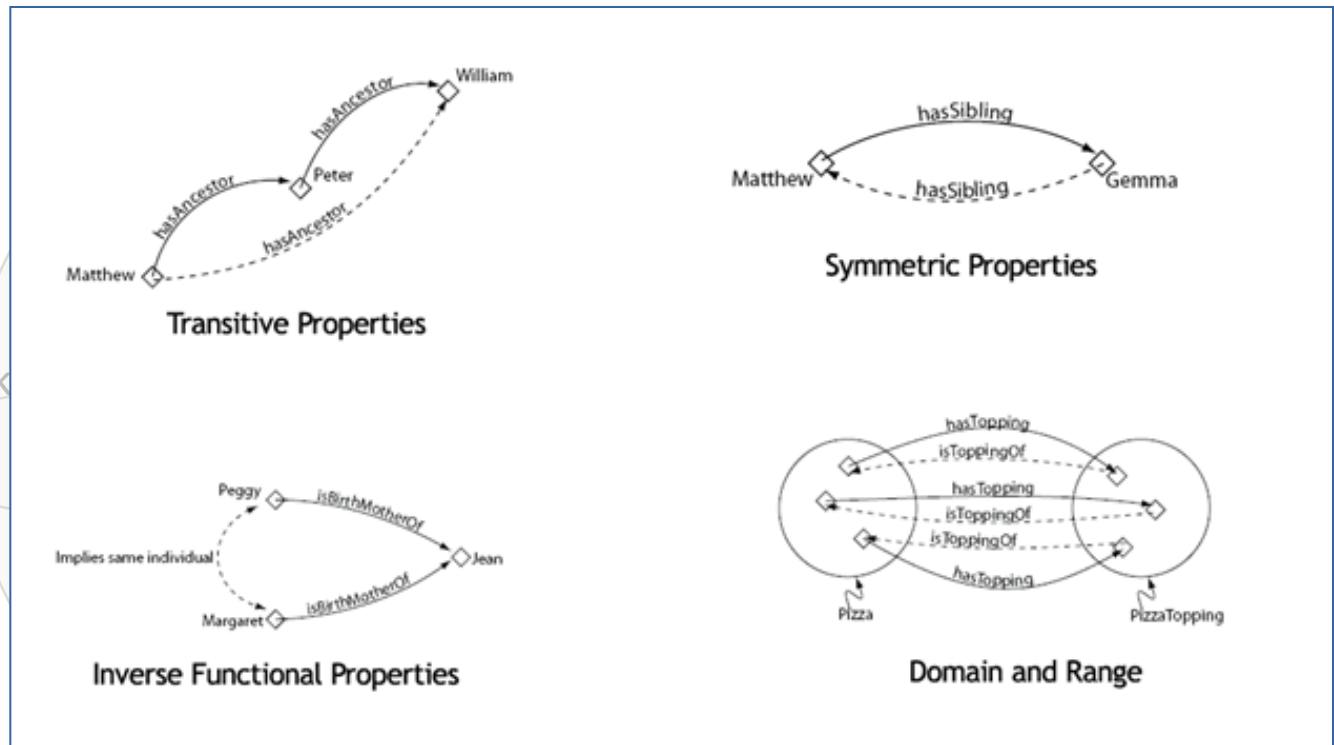 William
hasAncestor
Peter
hasAncestor
hasAncestor
Matthew
Transitive Properties
hasSibling
Matthew
Gemma
hasSibling
Symmetric Properties
Peggy
isBirthMotherOf
Implies same individual
Jean
isBirthMotherOf
Margaret
Inverse Functional Properties
hasTopping
isToppingOf
hasTopping
isToppingOf
isToppingOf
hasTopping
Pizza
PizzaTopping
Domain and Range